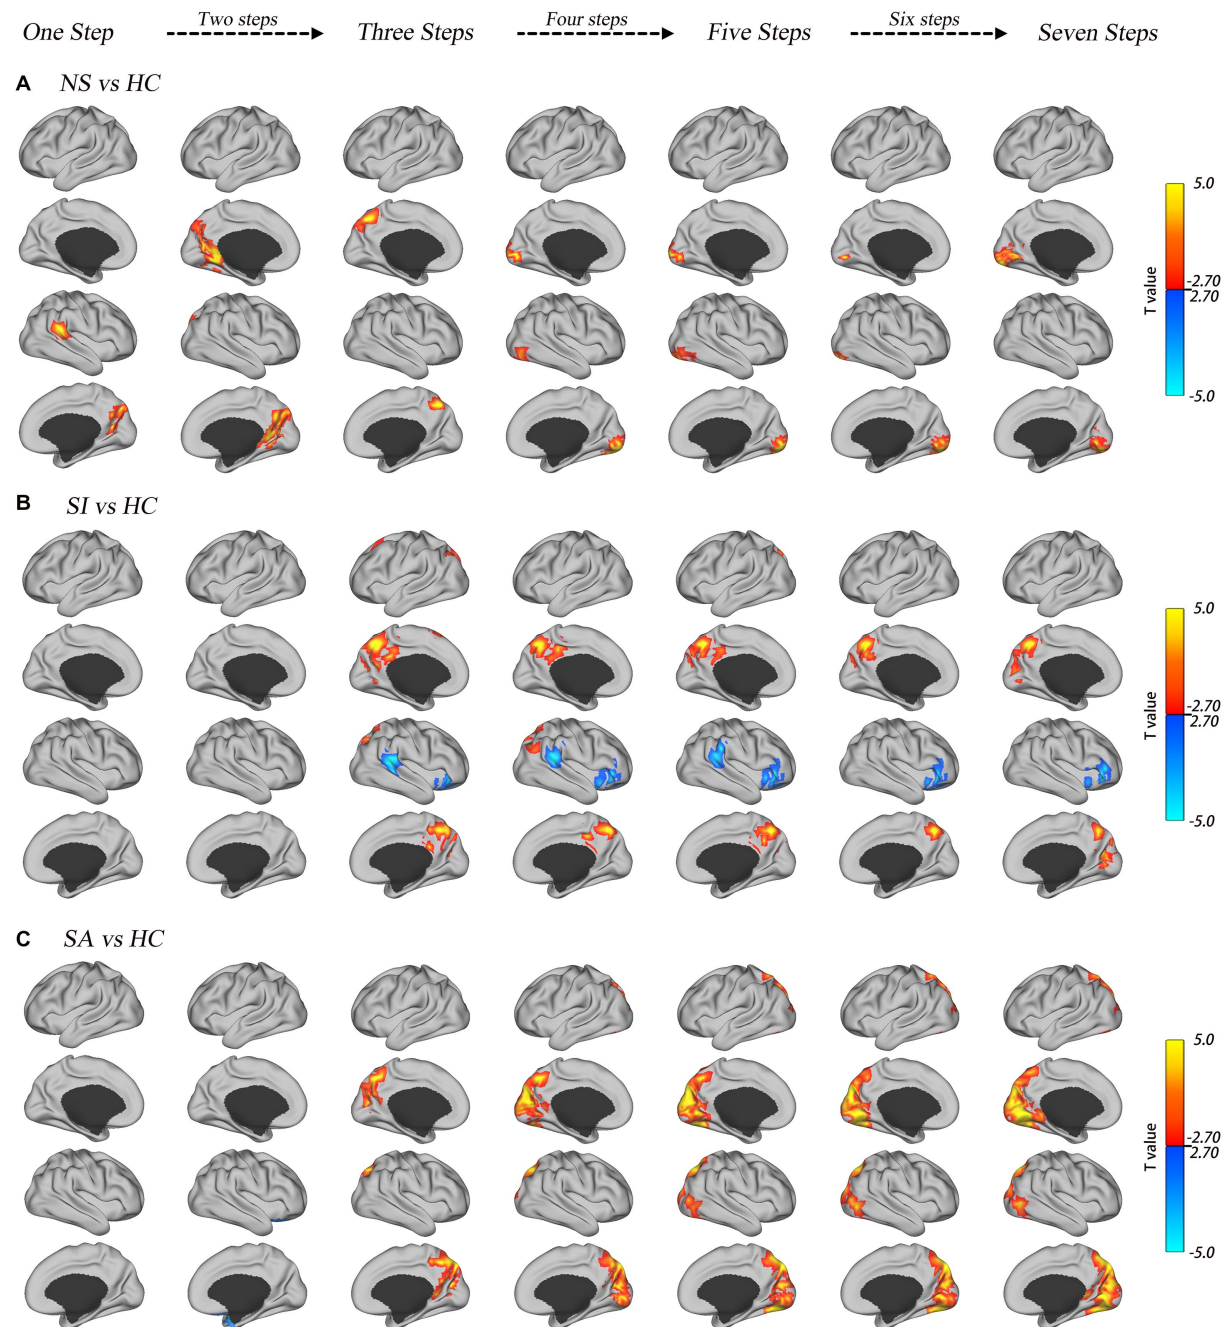 One Step Two steps Three Steps Four steps Five Steps Six steps Seven Steps
A NS vs HC
5.0
-2.70
2.70
-5.0
T value
B SI vs HC
5.0
-2.70
2.70
-5.0
T value
C SA vs HC
5.0
-2.70
2.70
-5.0
T value